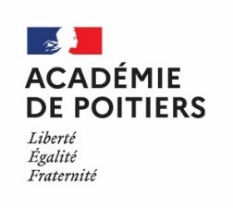 ACADÉMIE
DE POITIERS
Liberté
Égalité
Fraternité